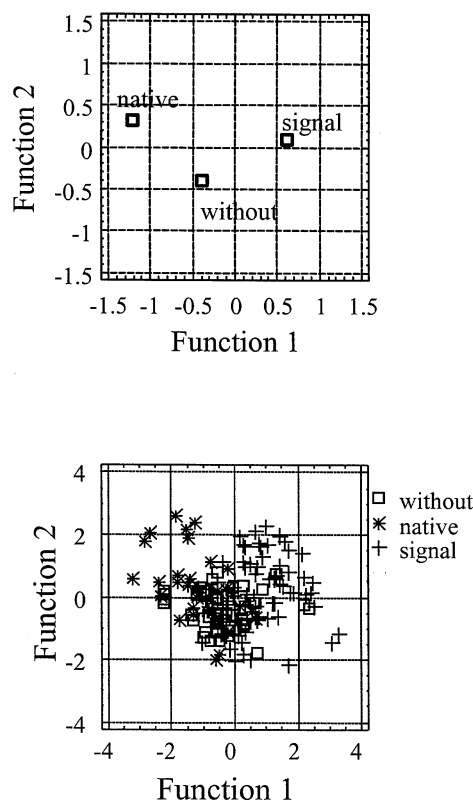 1.5
1
native
0.5
signal
0
-0.5
without
-1
-1.5
Function 2
-1.5 -1 -0.5 0 0.5 1 1.5
Function 1
4
2
0
-2
-4
Function 2
without
native
signal
-4 -2 0 2 4
Function 1